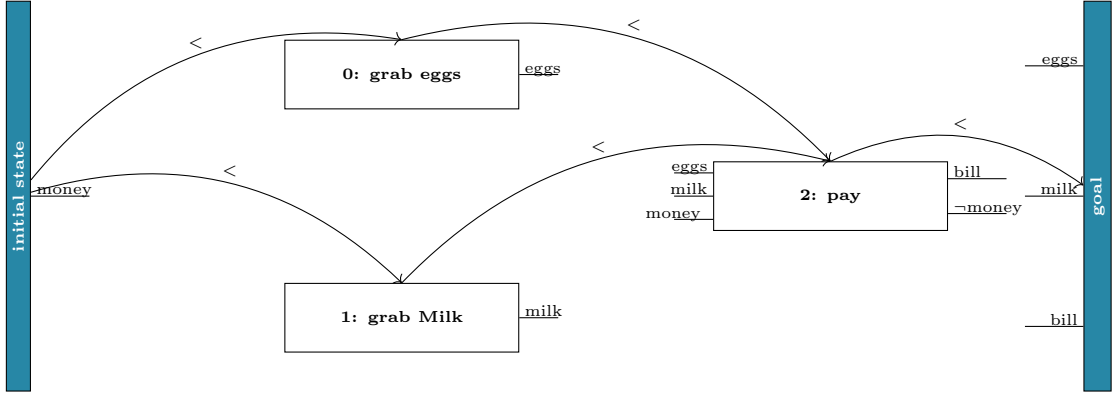 initial state
money
<
<
0: grab eggs
eggs
<
<
1: grab Milk
milk
eggs
milk
money
2: pay
bill
¬money
<
eggs
milk
bill
goal